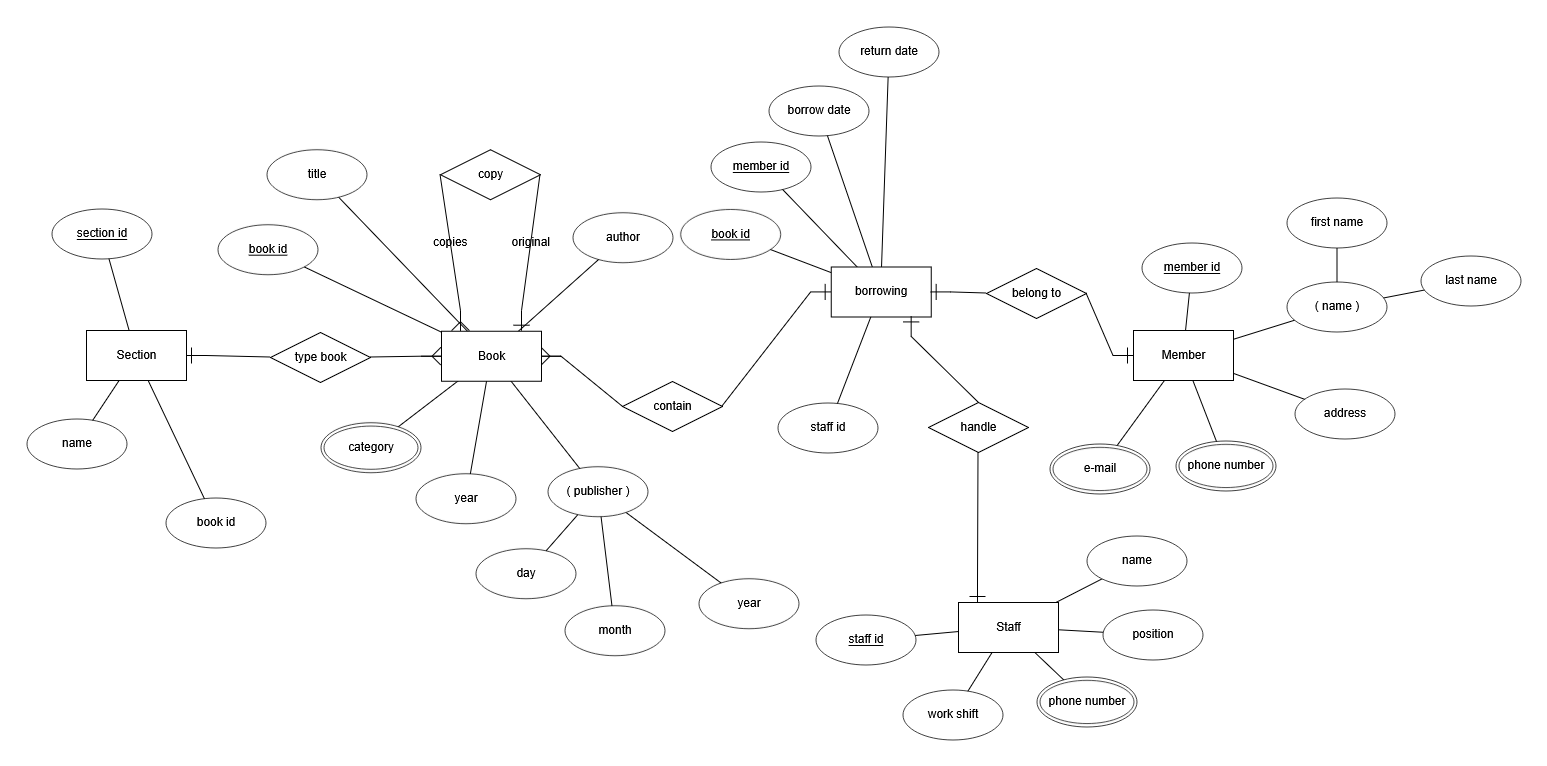 return date
borrow date
member id
book id
title
copy
section id
book id
copies
original
author
borrowing
belong to
first name
member id
( name )
last name
Section
type book
Book
contain
handle
Member
name
category
year
( publisher )
staff id
e-mail
phone number
address
book id
day
month
year
name
staff id
Staff
position
work shift
phone number